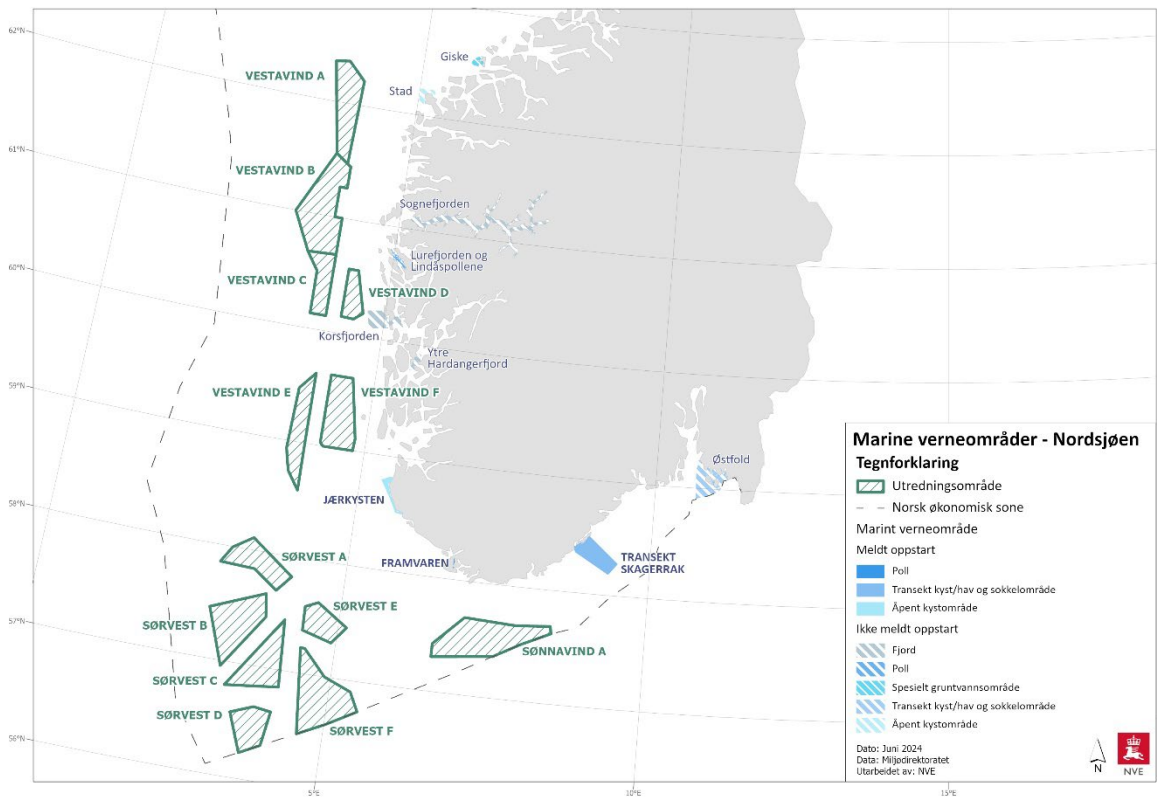 62°N
61°N
60°N
59°N
58°N
57°N
56°N
5°E
10°E
15°E
Giske
VESTAVIND A
Stad
VESTAVIND B
Sognefjorden
Lurefjorden og
Lindåspollene
VESTAVIND C
VESTAVIND D
Korsfjorden
Ytre
Hardangerfjord
VESTAVIND E
VESTAVIND F
Østfold
JÆRKYSTEN
SØRVEST A
FRAMVAREN
TRANSEKT
SKAGERRAK
SØRVEST E
SØRVEST B
SØNNAVIND A
SØRVEST C
SØRVEST D
SØRVEST F
Marine verneområder - Nordsjøen
Tegnforklaring
Utredningsområde
Norsk økonomisk sone
Marint verneområde
Meldt oppstart
Poll
Transekt kyst/hav og sokkelområde
Åpent kystområde
Ikke meldt oppstart
Fjord
Poll
Spesielt gruntvannsområde
Transekt kyst/hav og sokkelområde
Åpent kystområde
Dato: Juni 2024
Data: Miljødirektoratet
Utarbeidet av: NVE
N
NVE